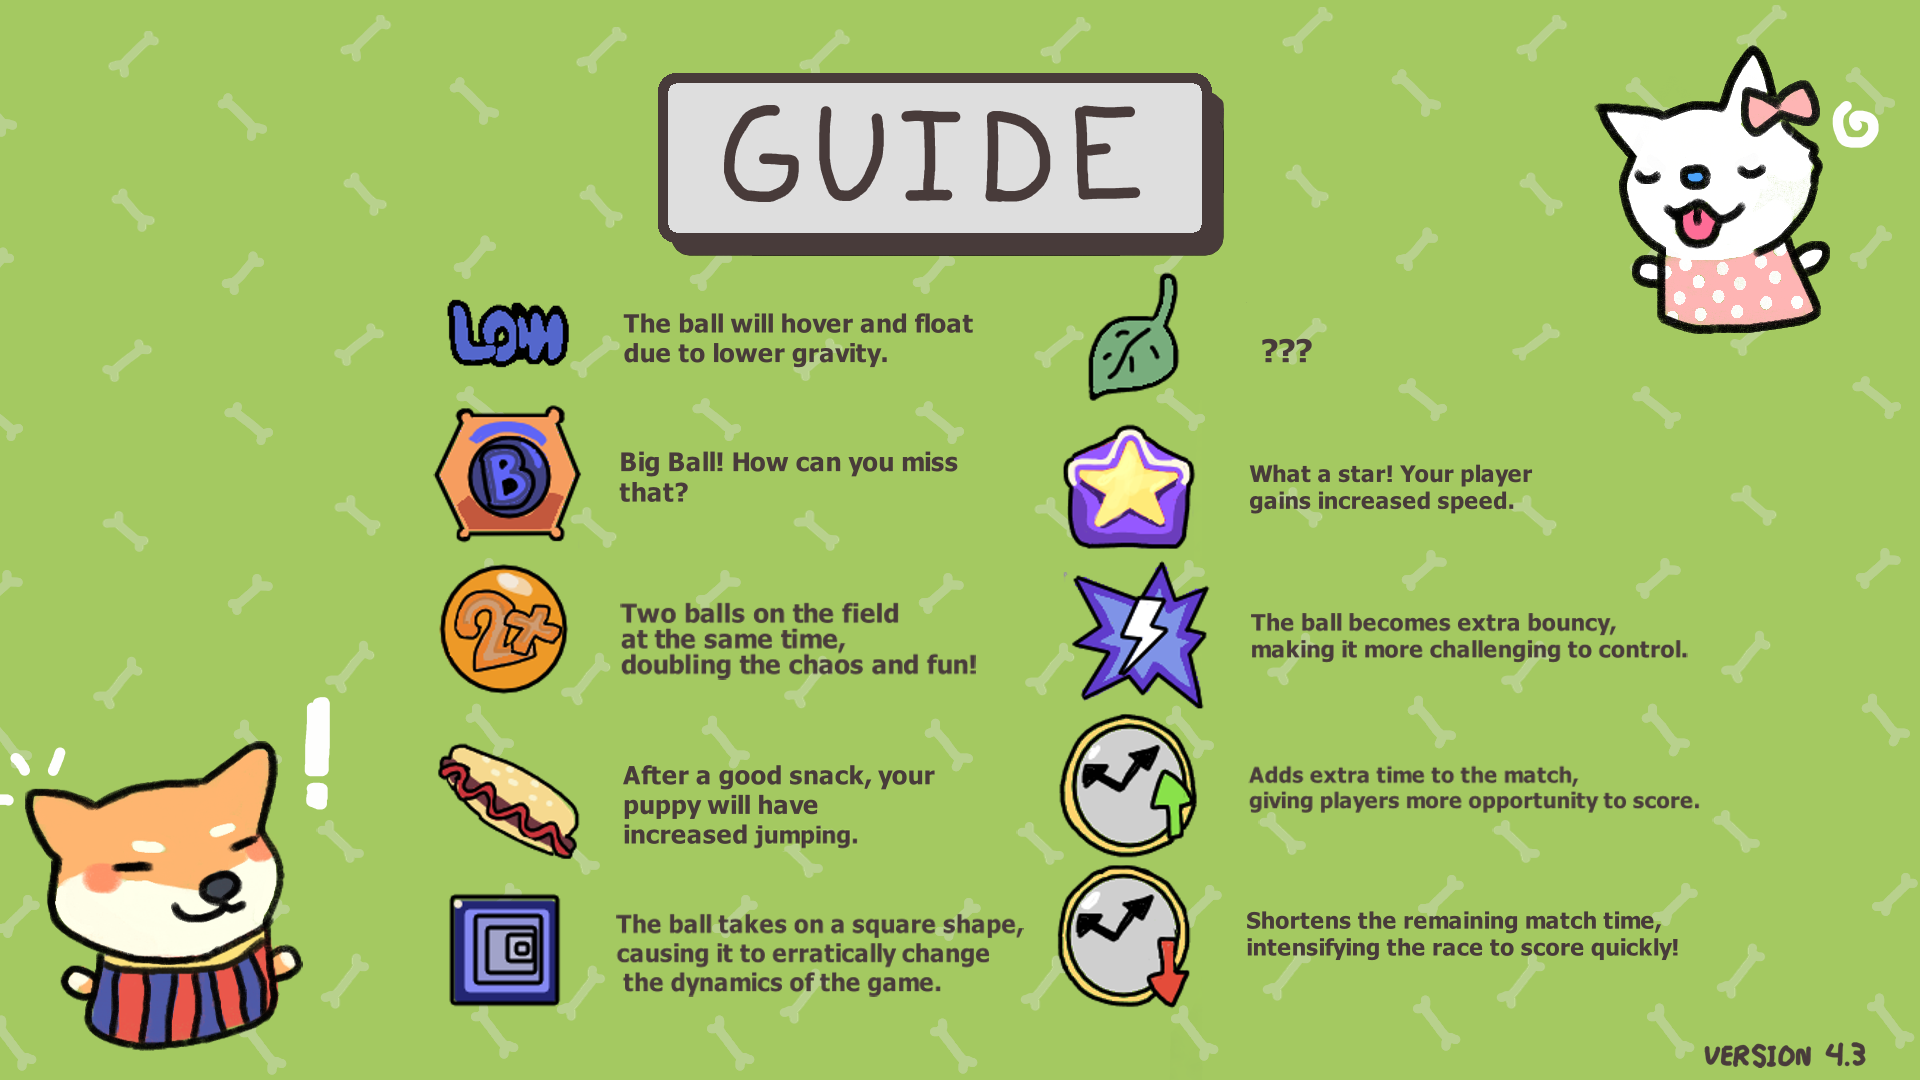 GUIDE
LOW
The ball will hover and float
due to lower gravity.
B
Big Ball! How can you miss
that?
2x
Two balls on the field
at the same time,
doubling the chaos and fun!
After a good snack, your
puppy will have
increased jumping.
The ball takes on a square shape,
causing it to erratically change
the dynamics of the game.
???
What a star! Your player
gains increased speed.
The ball becomes extra bouncy,
making it more challenging to control.
Adds extra time to the match,
giving players more opportunity to score.
Shortens the remaining match time,
intensifying the race to score quickly!
!
VERSION 4.3